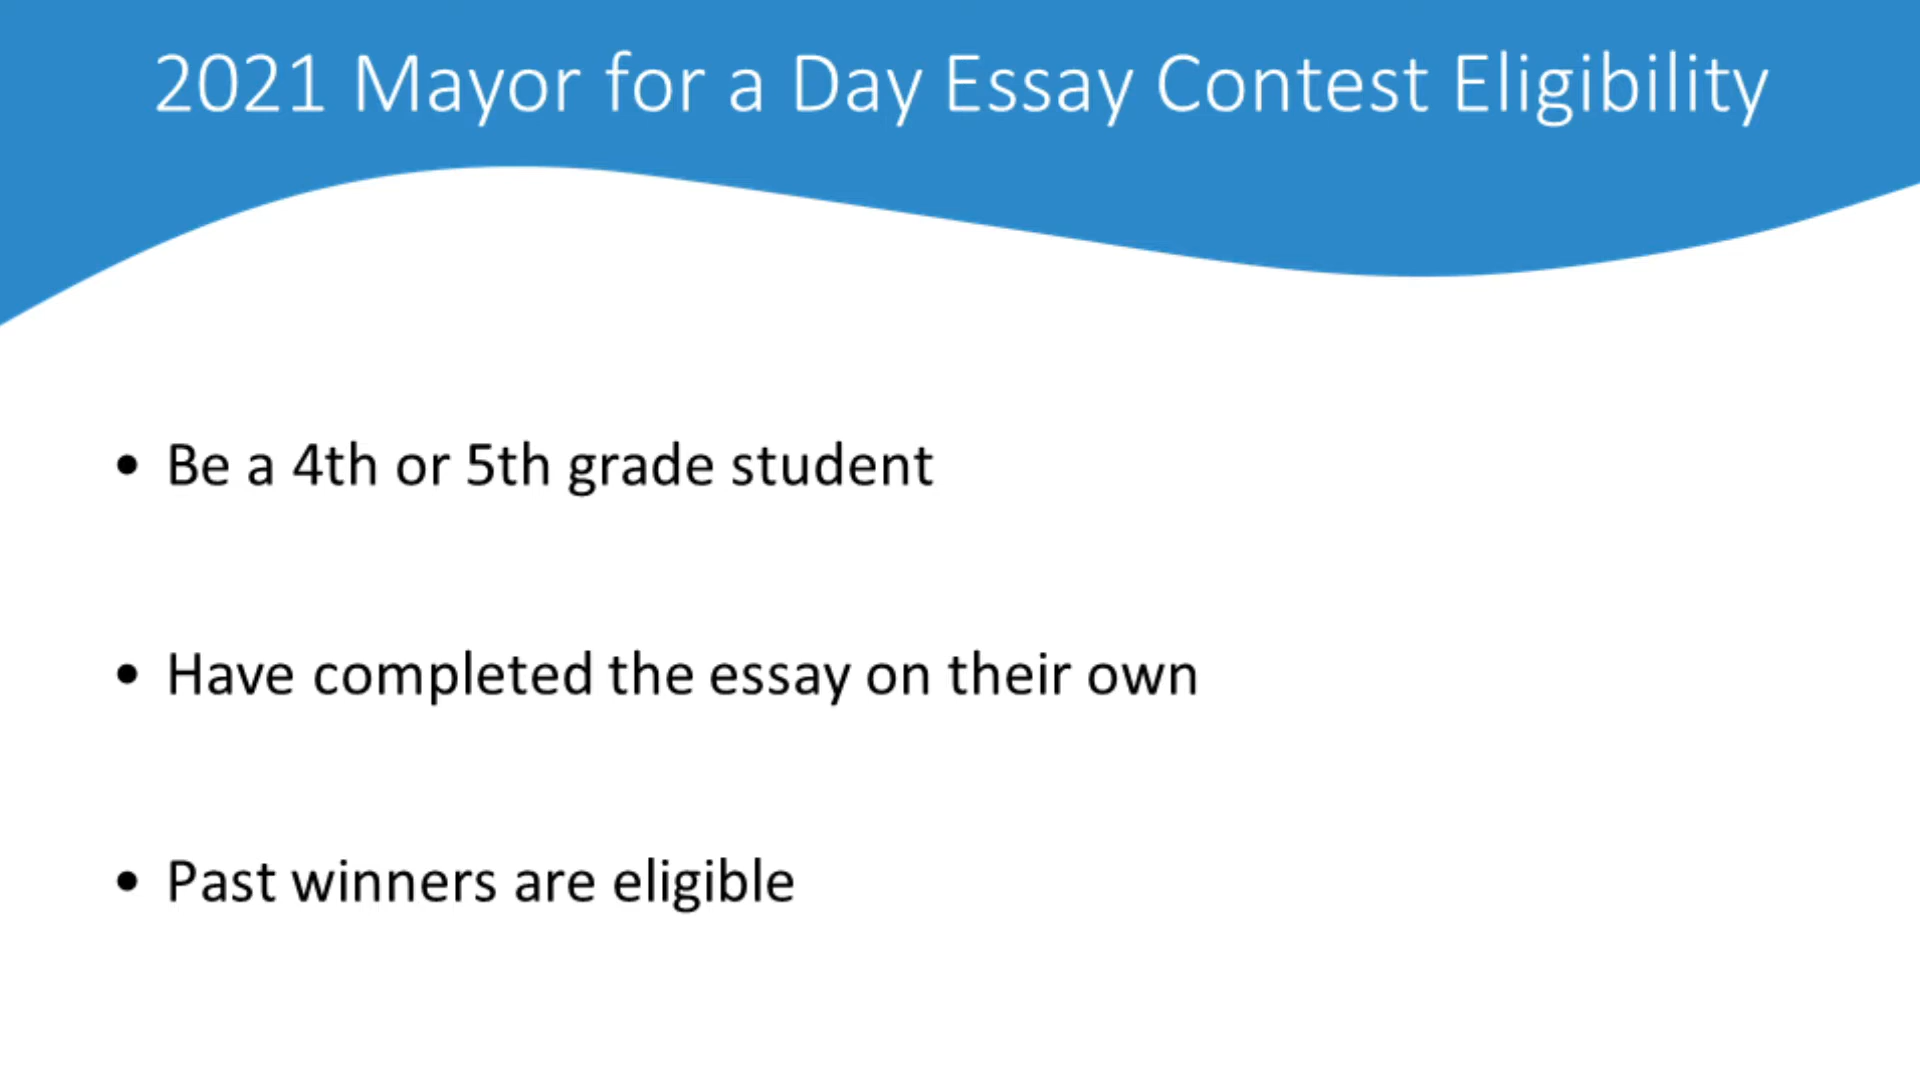 2021 Mayor for a Day Essay Contest Eligibility
• Be a 4th or 5th grade student
• Have completed the essay on their own
• Past winners are eligible